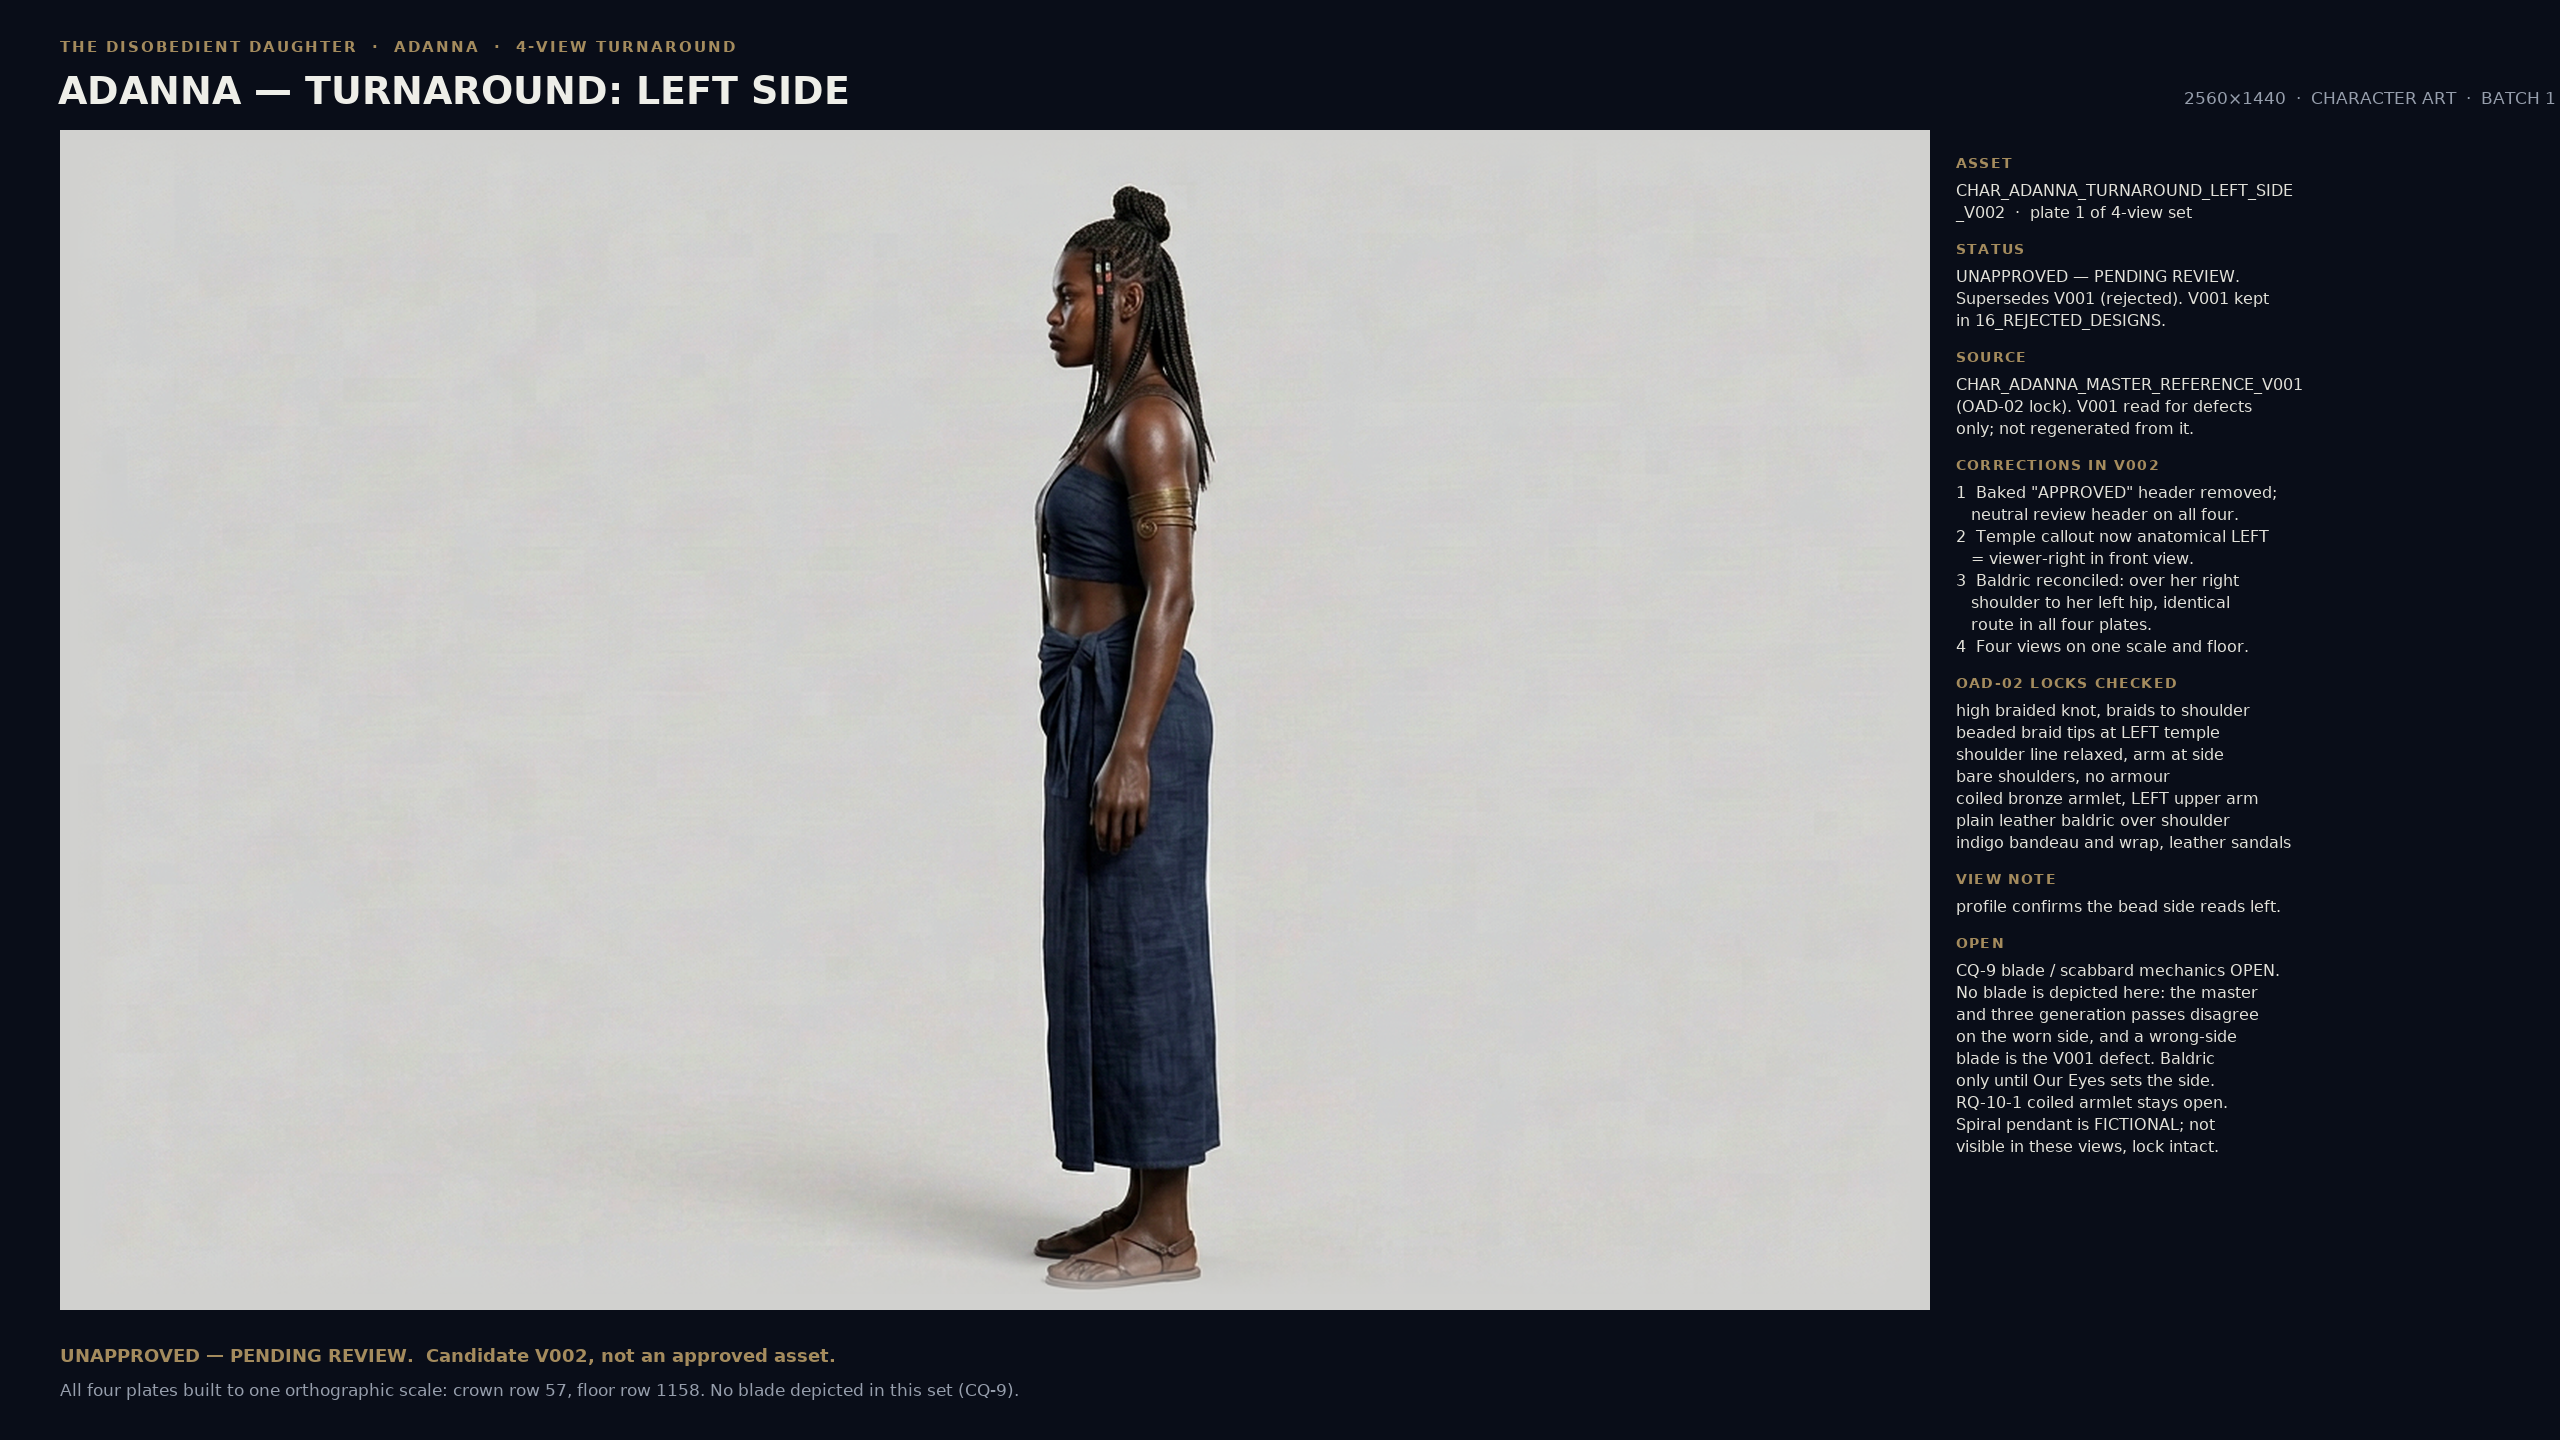 THE DISOBEDIENT DAUGHTER · ADANNA · 4-VIEW TURNAROUND
ADANNA — TURNAROUND: LEFT SIDE
2560×1440 · CHARACTER ART · BATCH 1
ASSET
CHAR_ADANNA_TURNAROUND_LEFT_SIDE
_V002 · plate 1 of 4-view set
STATUS
UNAPPROVED — PENDING REVIEW.
Supersedes V001 (rejected). V001 kept
in 16_REJECTED_DESIGNS.
SOURCE
CHAR_ADANNA_MASTER_REFERENCE_V001
(OAD-02 lock). V001 read for defects
only; not regenerated from it.
CORRECTIONS IN V002
1 Baked "APPROVED" header removed;
neutral review header on all four.
2 Temple callout now anatomical LEFT
= viewer-right in front view.
3 Baldric reconciled: over her right
shoulder to her left hip, identical
route in all four plates.
4 Four views on one scale and floor.
OAD-02 LOCKS CHECKED
high braided knot, braids to shoulder
beaded braid tips at LEFT temple
shoulder line relaxed, arm at side
bare shoulders, no armour
coiled bronze armlet, LEFT upper arm
plain leather baldric over shoulder
indigo bandeau and wrap, leather sandals
VIEW NOTE
profile confirms the bead side reads left.
OPEN
CQ-9 blade / scabbard mechanics OPEN.
No blade is depicted here: the master
and three generation passes disagree
on the worn side, and a wrong-side
blade is the V001 defect. Baldric
only until Our Eyes sets the side.
RQ-10-1 coiled armlet stays open.
Spiral pendant is FICTIONAL; not
visible in these views, lock intact.
UNAPPROVED — PENDING REVIEW. Candidate V002, not an approved asset.
All four plates built to one orthographic scale: crown row 57, floor row 1158. No blade depicted in this set (CQ-9).